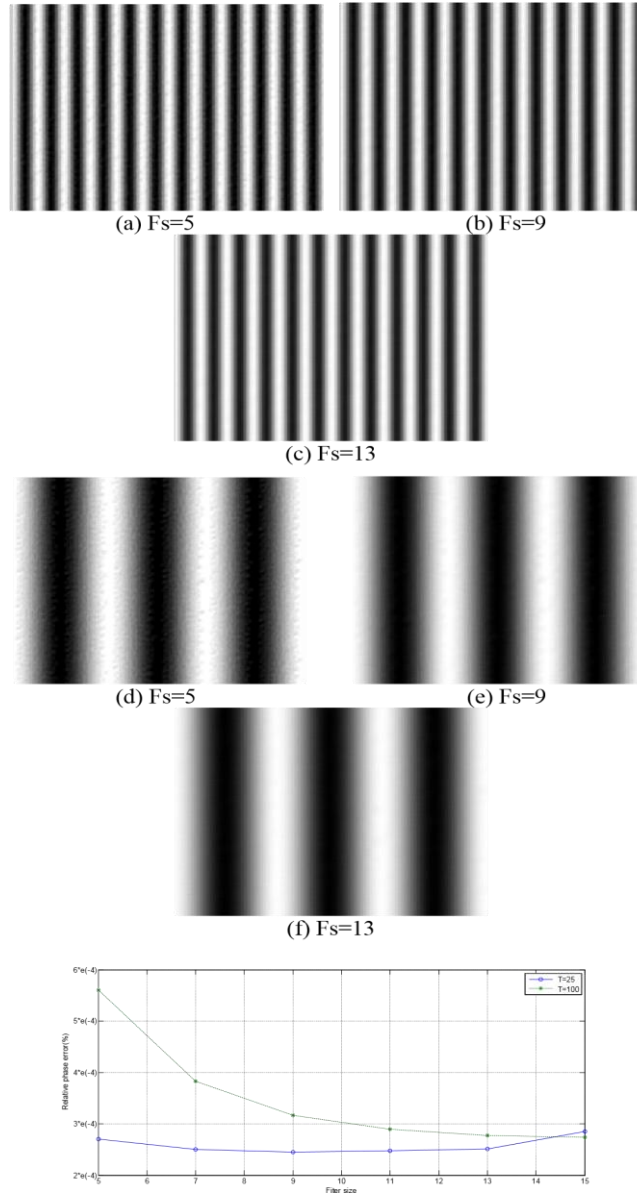 (a) Fs=5
(b) Fs=9
(c) Fs=13
(d) Fs=5
(e) Fs=9
(f) Fs=13
6*e(-4)
5*e(-4)
4*e(-4)
3*e(-4)
2*e(-4)
Relative phase error(%)
T=25
T=100
5 6 7 8 9 10 11 12 13 14 15
Filter size